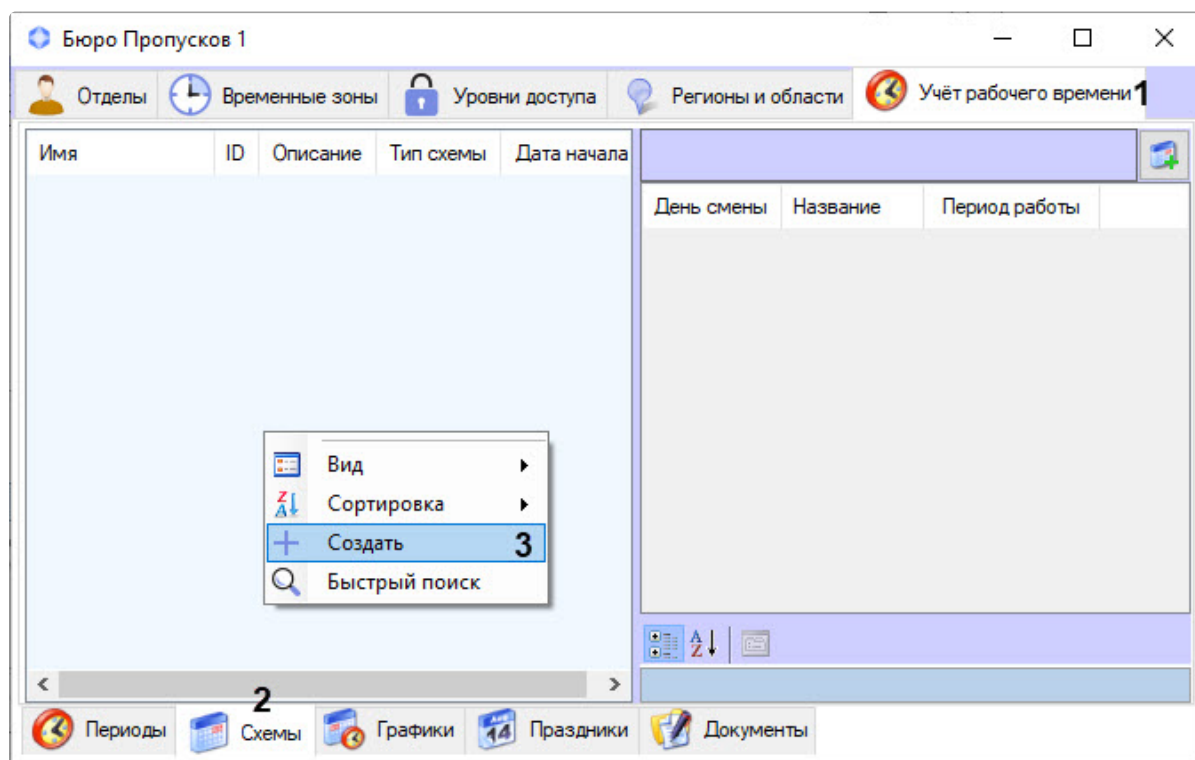 Бюро Пропусков 1
Отделы Временные зоны Уровни доступа Регионы и области Учёт рабочего времени 1
Имя ID Описание Тип схемы Дата начала
День смены Название Период работы
Вид
Сортировка
Создать 3
Быстрый поиск
2
Периоды Схемы Графики 14 Праздники Документы